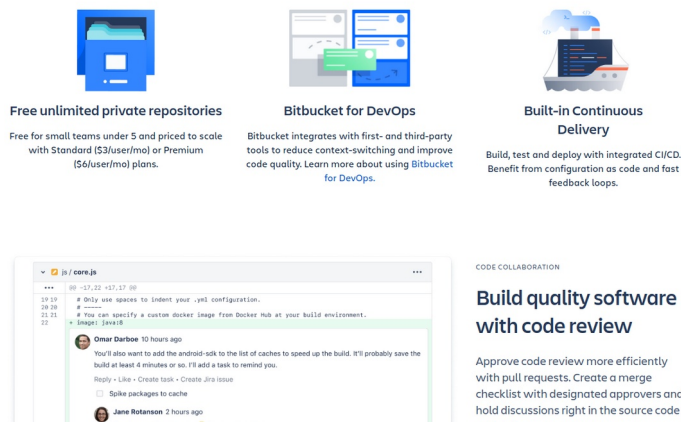 Free unlimited private repositories
Free for small teams under 5 and priced to scale
with Standard ($3/user/mo) or Premium
($6/user/mo) plans.
Bitbucket for DevOps
Bitbucket integrates with first- and third-party
tools to reduce context-switching and improve
code quality. Learn more about using Bitbucket
for DevOps.
Built-in Continuous
Delivery
Build, test and deploy with integrated CI/CD.
Benefit from configuration as code and fast
feedback loops.
js / core.js
@@ -17,22 +17,17 @@
19 19 # Only use spaces to indent your .yml configuration.
20 20 # -----
21 21 # You can specify a custom docker image from Docker Hub at your build environment.
22 + image: java:8
Omar Darboe 10 hours ago
You'll also want to add the android-sdk to the list of caches to speed up the build. It'll probably save the
build at least 4 minutes or so. I'll add a task to remind you.
Reply • Like • Create task • Create Jira issue
Spike packages to cache
Jane Rotanson 2 hours ago
CODE COLLABORATION
Build quality software
with code review
Approve code review more efficiently
with pull requests. Create a merge
checklist with designated approvers and
hold discussions right in the source code